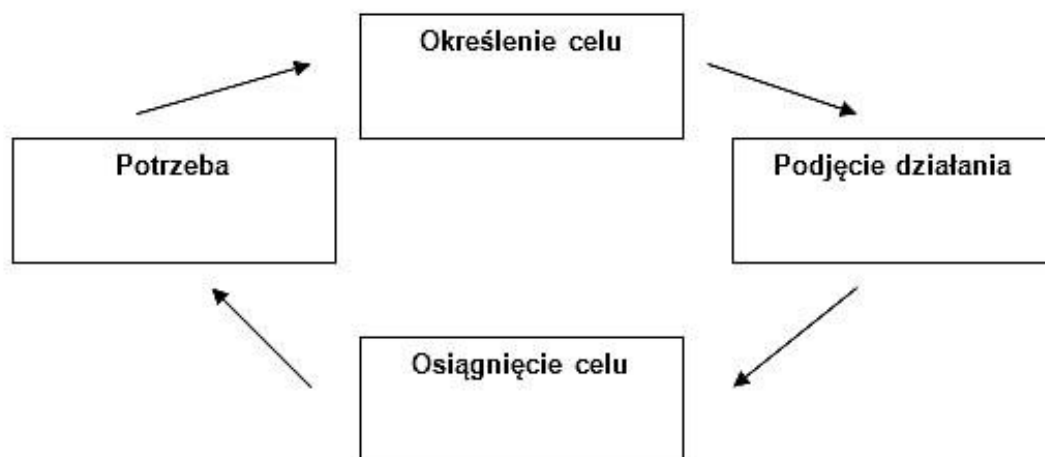 Określenie celu
Potrzeba
Podjęcie działania
Osiągnięcie celu